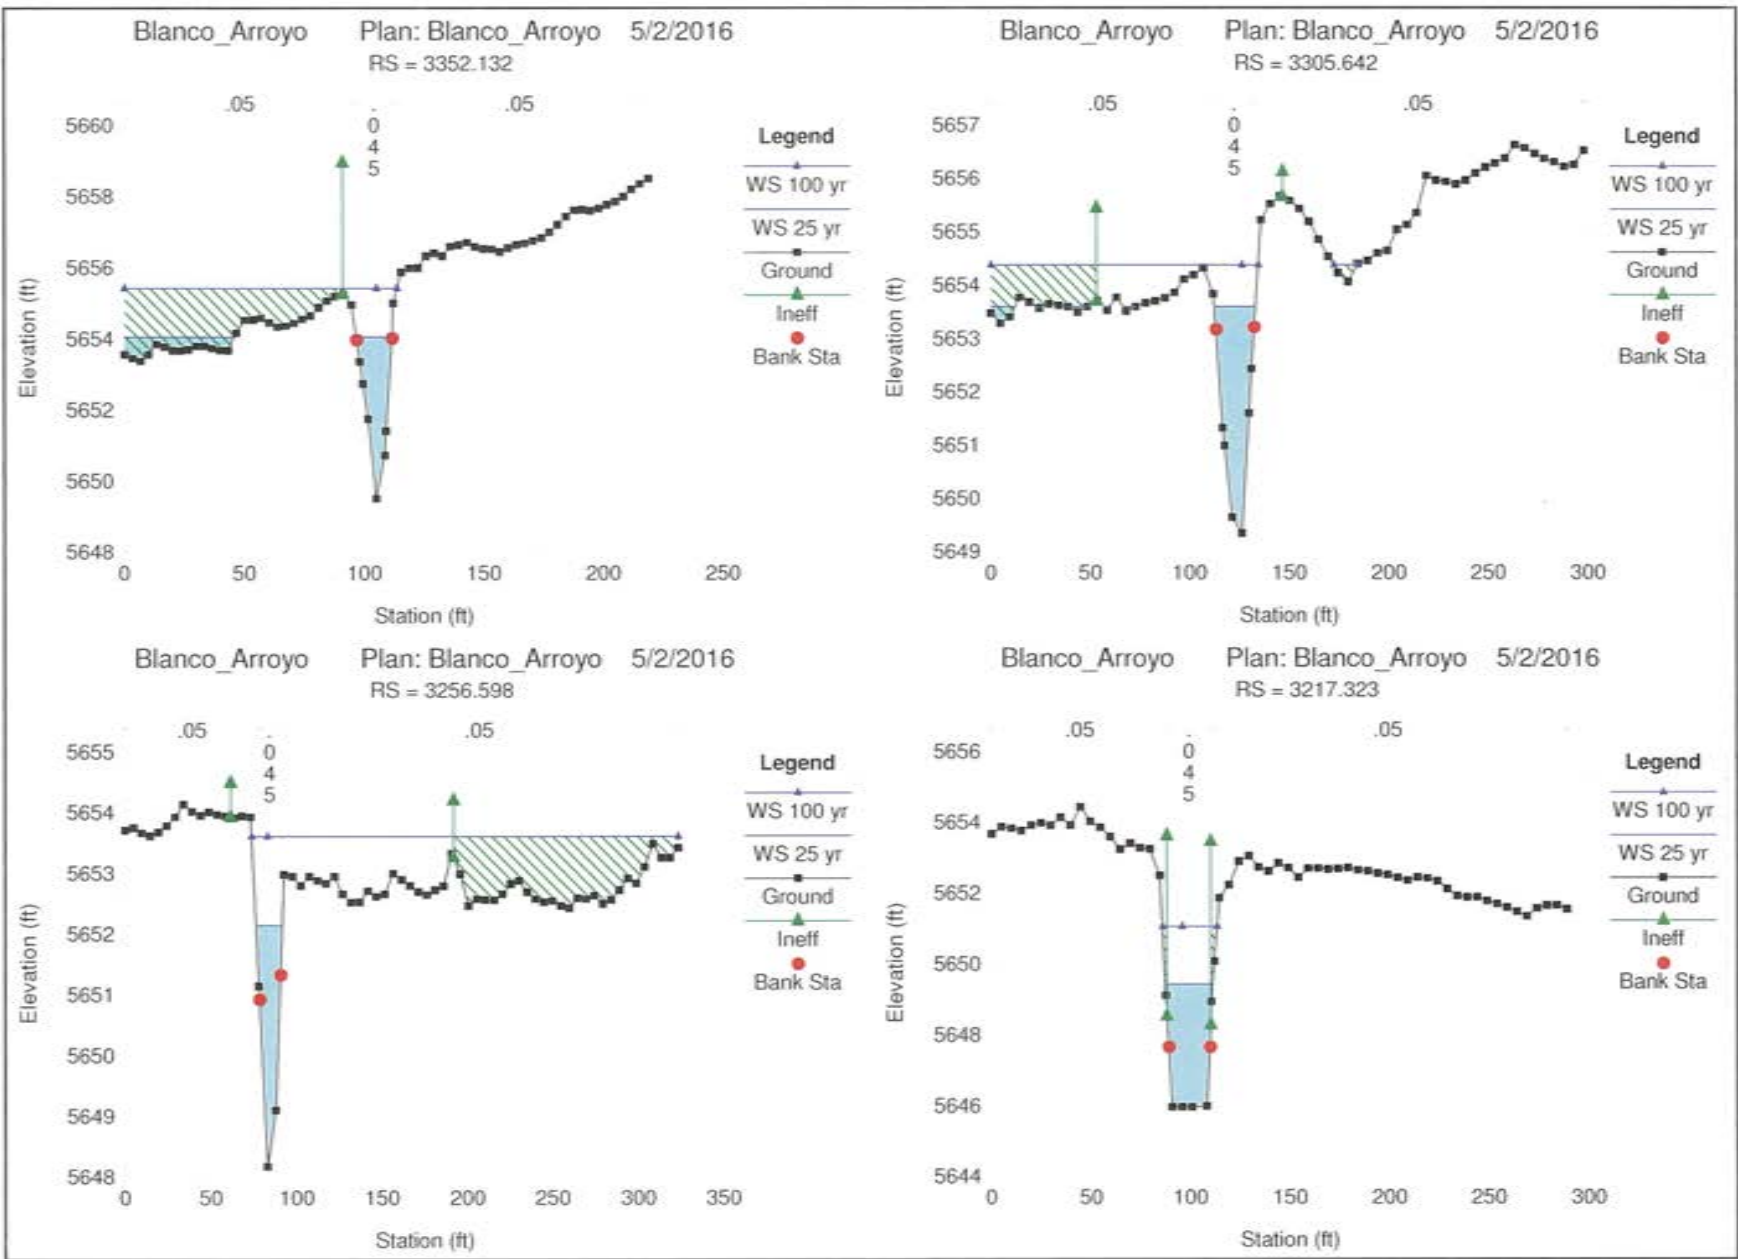 Blanco_Arroyo Plan: Blanco_Arroyo 5/2/2016
RS = 3352.132
.05 . .05
0
4
5
5660
5658
5656
5654
5652
5650
5648
Elevation (ft)
0 50 100 150 200 250
Station (ft)
Legend
WS 100 yr
WS 25 yr
Ground
Ineff
Bank Sta
Blanco_Arroyo Plan: Blanco_Arroyo 5/2/2016
RS = 3305.642
.05 . .05
0
4
5
5657
5656
5655
5654
5653
5652
5651
5650
5649
Elevation (ft)
0 50 100 150 200 250 300
Station (ft)
Legend
WS 100 yr
WS 25 yr
Ground
Ineff
Bank Sta
Blanco_Arroyo Plan: Blanco_Arroyo 5/2/2016
RS = 3256.598
.05 . .05
0
4
5
5655
5654
5653
5652
5651
5650
5649
5648
Elevation (ft)
0 50 100 150 200 250 300 350
Station (ft)
Legend
WS 100 yr
WS 25 yr
Ground
Ineff
Bank Sta
Blanco_Arroyo Plan: Blanco_Arroyo 5/2/2016
RS = 3217.323
.05 . .05
0
4
5
5656
5654
5652
5650
5648
5646
5644
Elevation (ft)
0 50 100 150 200 250 300
Station (ft)
Legend
WS 100 yr
WS 25 yr
Ground
Ineff
Bank Sta